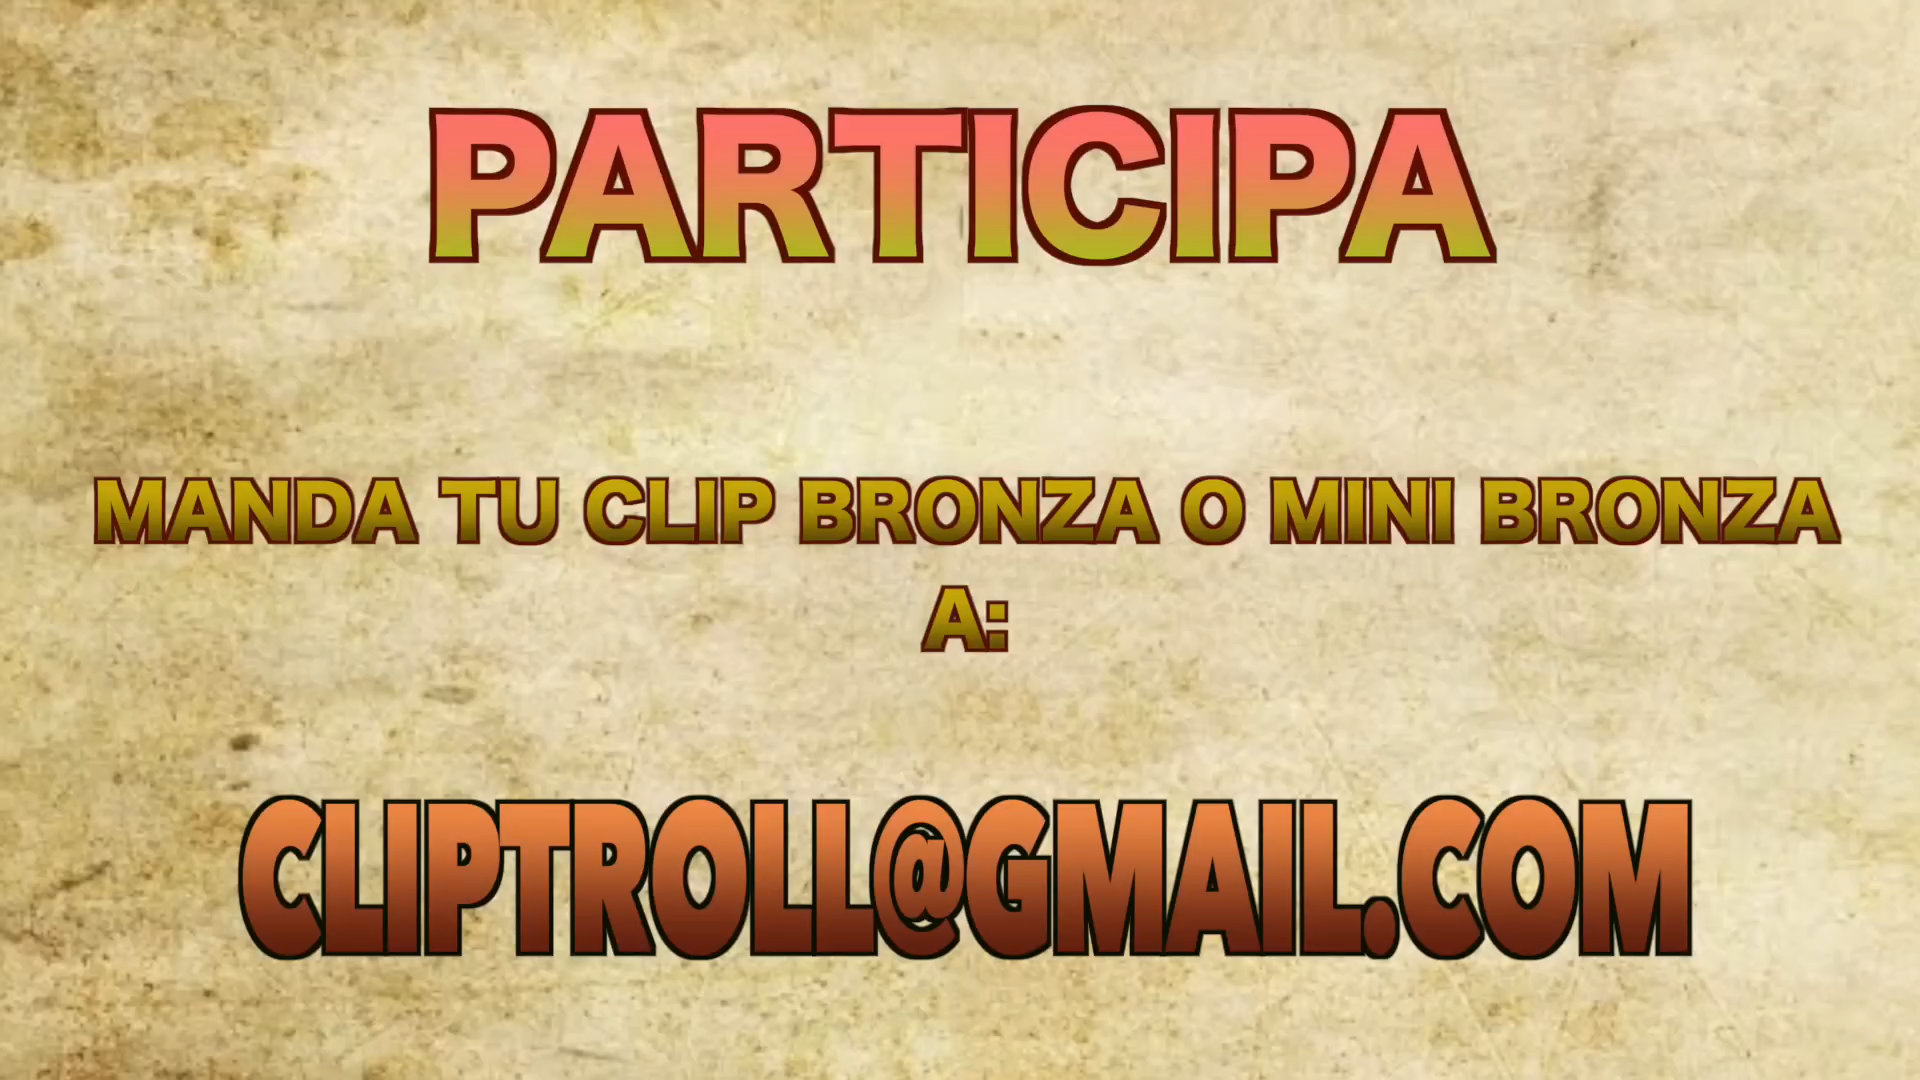 PARTICIPA
MANDA TU CLIP BRONZA O MINI BRONZA
A:
CLIPTROLL@GMAIL.COM